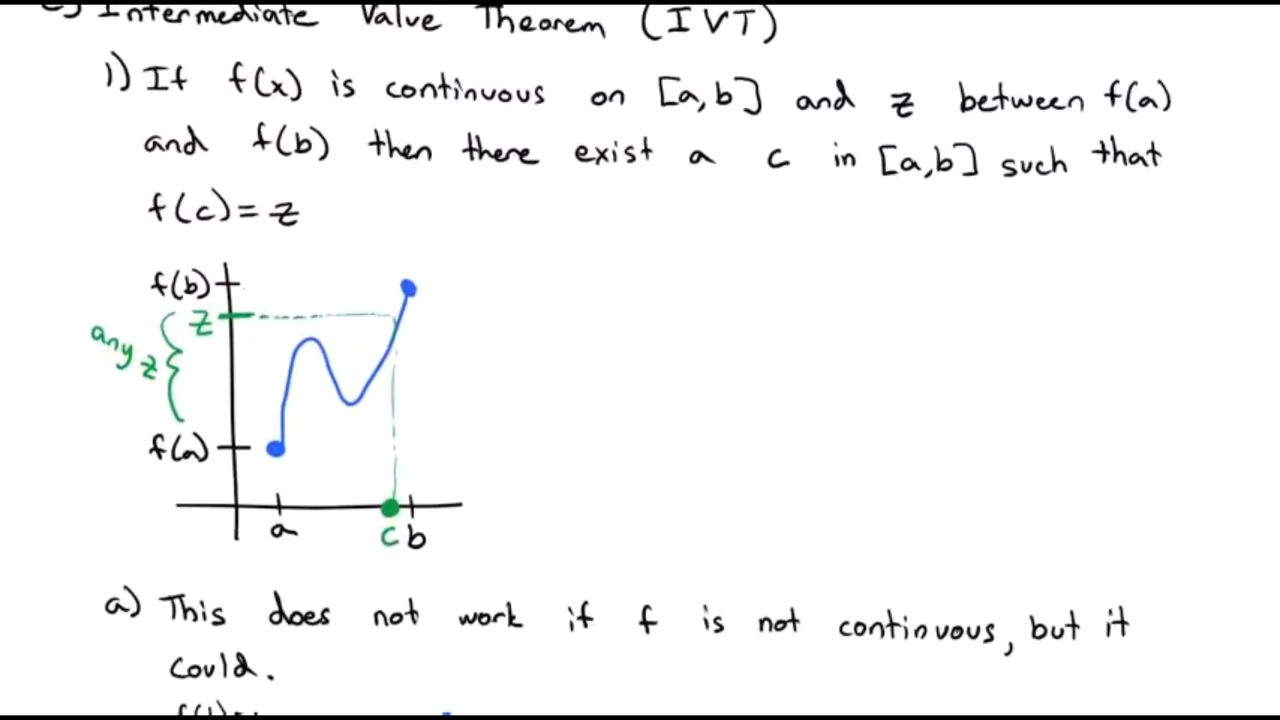 Intermediate Value Theorem (IVT)
1) If f(x) is continuous on [a,b] and z between f(a)
and f(b) then there exist a c in [a,b] such that
f(c)= z
f(b)
z
any z
f(a)
a
c b
a) This does not work if f is not continuous, but it
could.